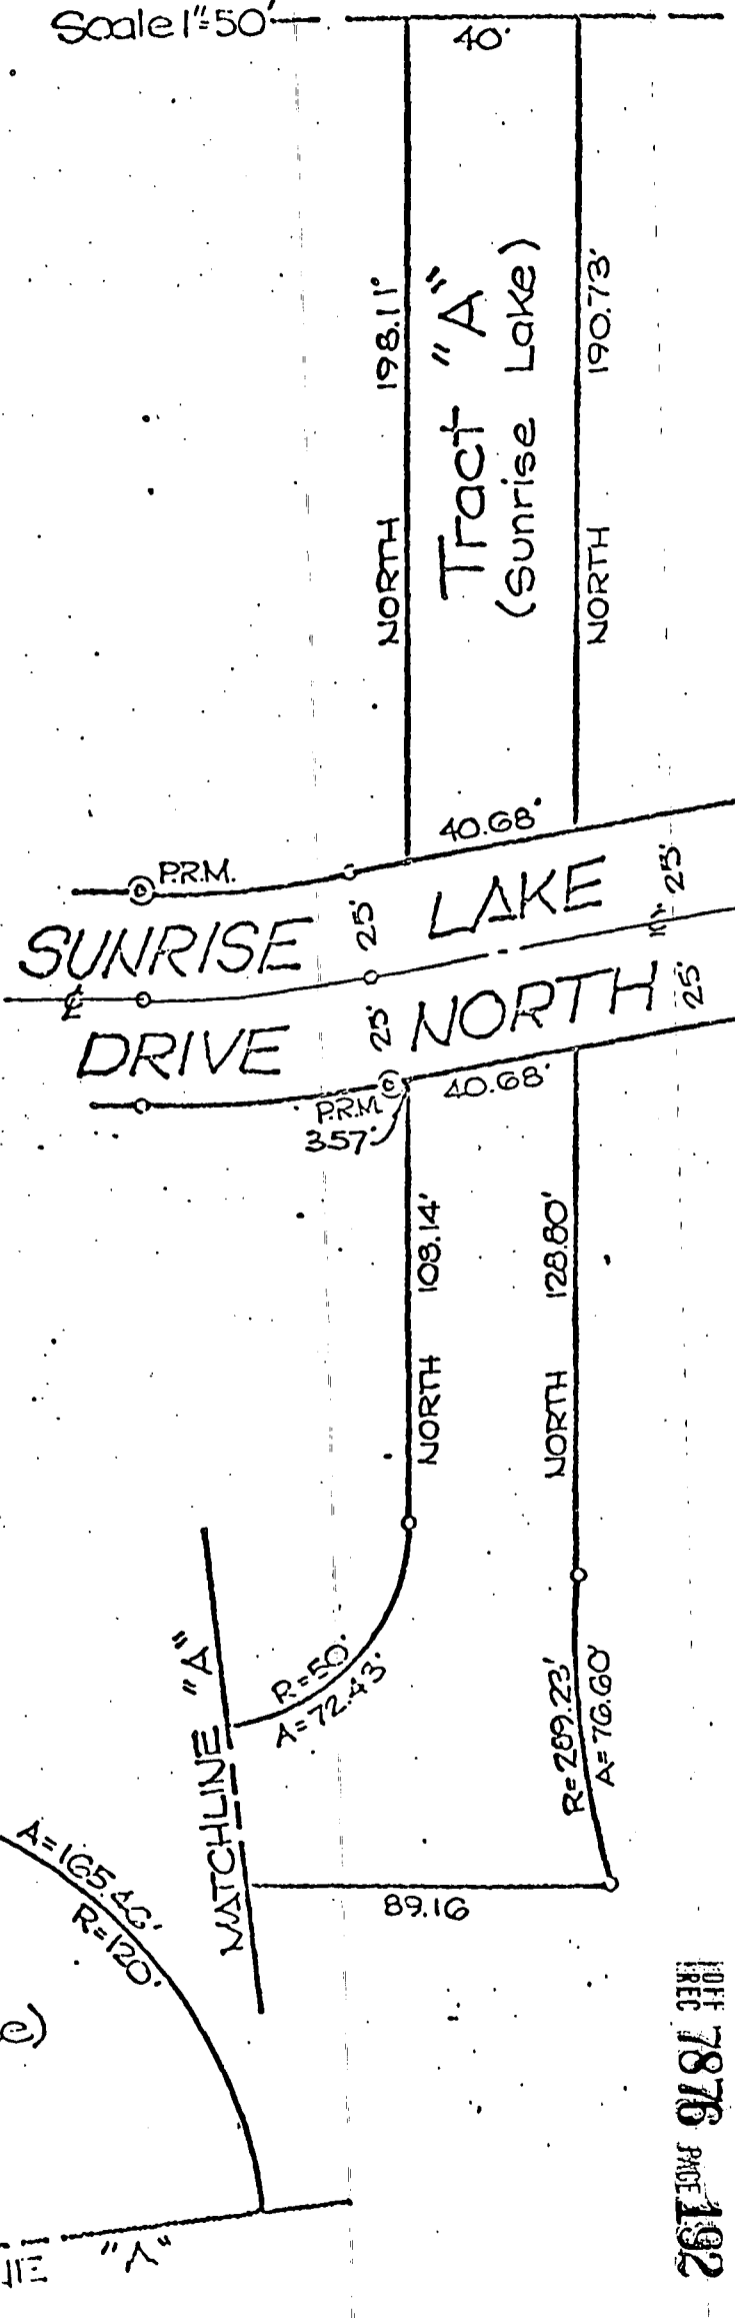 Scale 1"=50'
40'
198.11'
NORTH
Tract "A"
(Sunrise Lake)
190.73'
NORTH
40.68'
P.R.M.
SUNRISE LAKE
25'
25'
DRIVE NORTH
25'
25'
40.68'
P.R.M.
3.57'
NORTH 108.14'
NORTH 128.80'
R=50'
A=72.43'
MATCHLINE "A"
R=289.23'
A=76.60'
89.16
A=165.46'
R=120'
"A"
OFF
REC 7876 PAGE 192